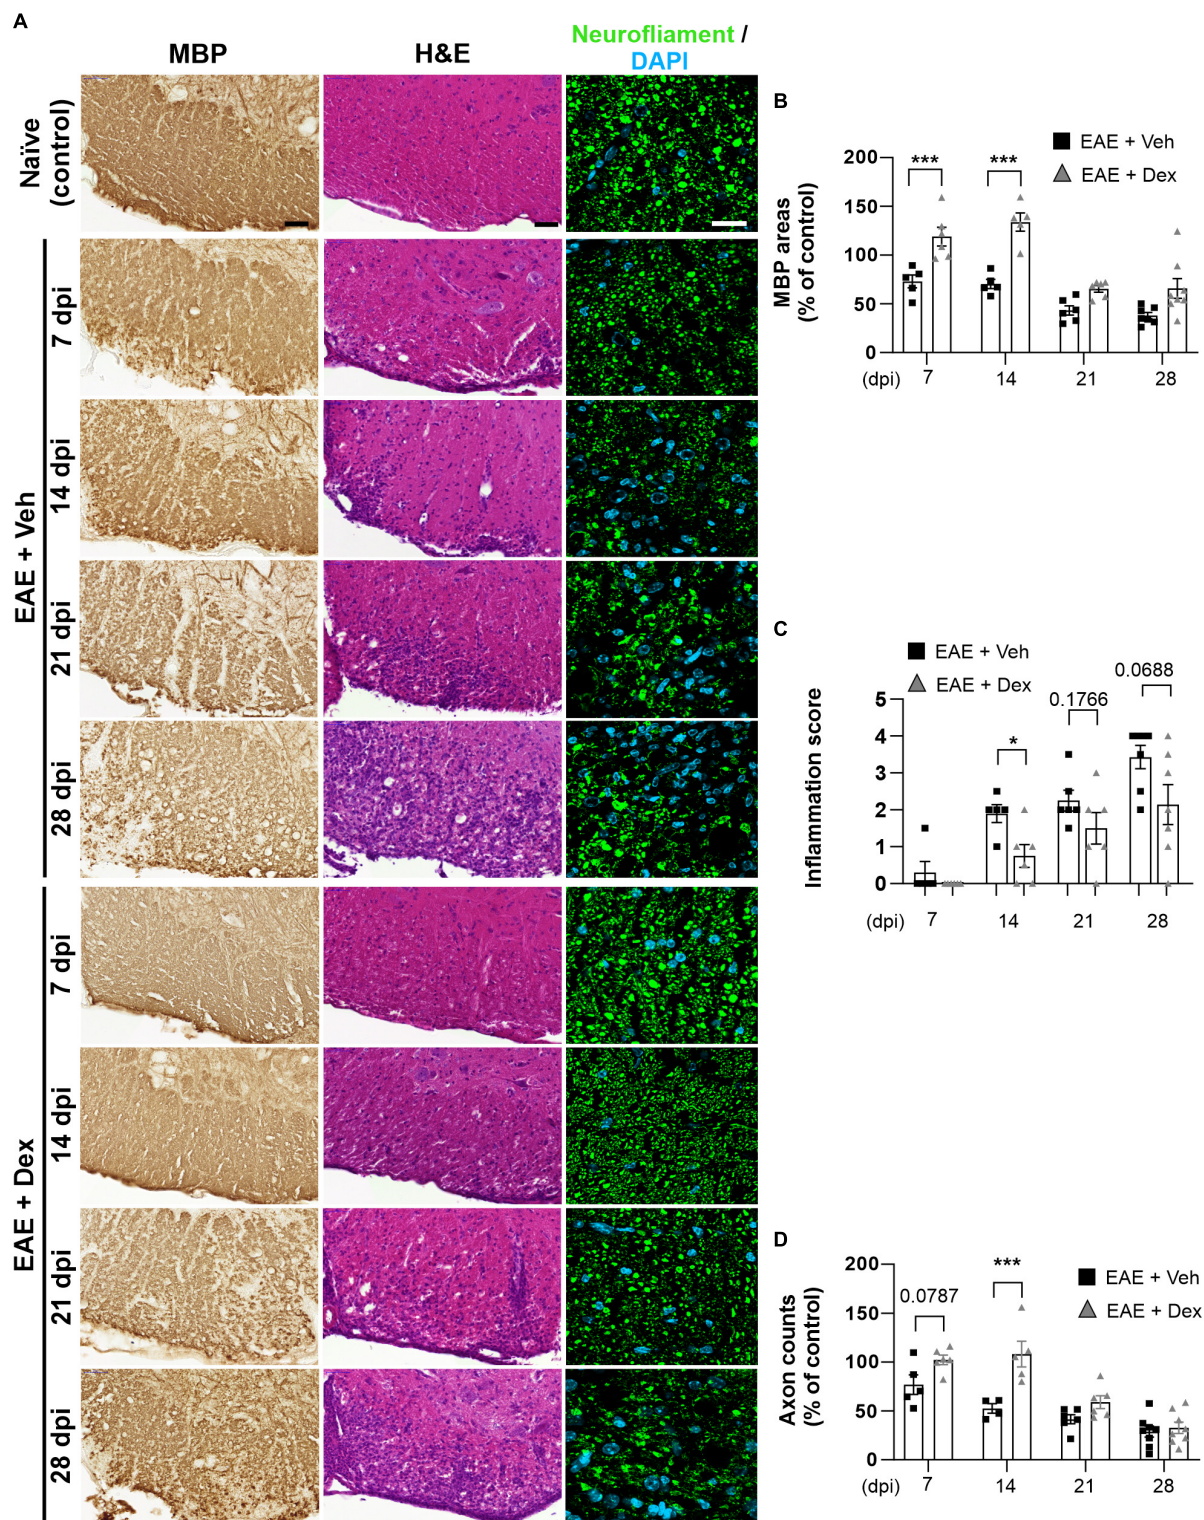 A
MBP
H&E
Neurofliament /
DAPI
Naïve
(control)
EAE + Veh
7 dpi
14 dpi
21 dpi
28 dpi
EAE + Dex
7 dpi
14 dpi
21 dpi
28 dpi
B
EAE + Veh
EAE + Dex
MBP areas
(% of control)
200
150
100
50
0
***
***
(dpi)
7
14
21
28
C
EAE + Veh
EAE + Dex
Inflammation score
5
4
3
2
1
0
*
0.1766
0.0688
(dpi)
7
14
21
28
D
EAE + Veh
EAE + Dex
Axon counts
(% of control)
200
150
100
50
0
0.0787
***
(dpi)
7
14
21
28